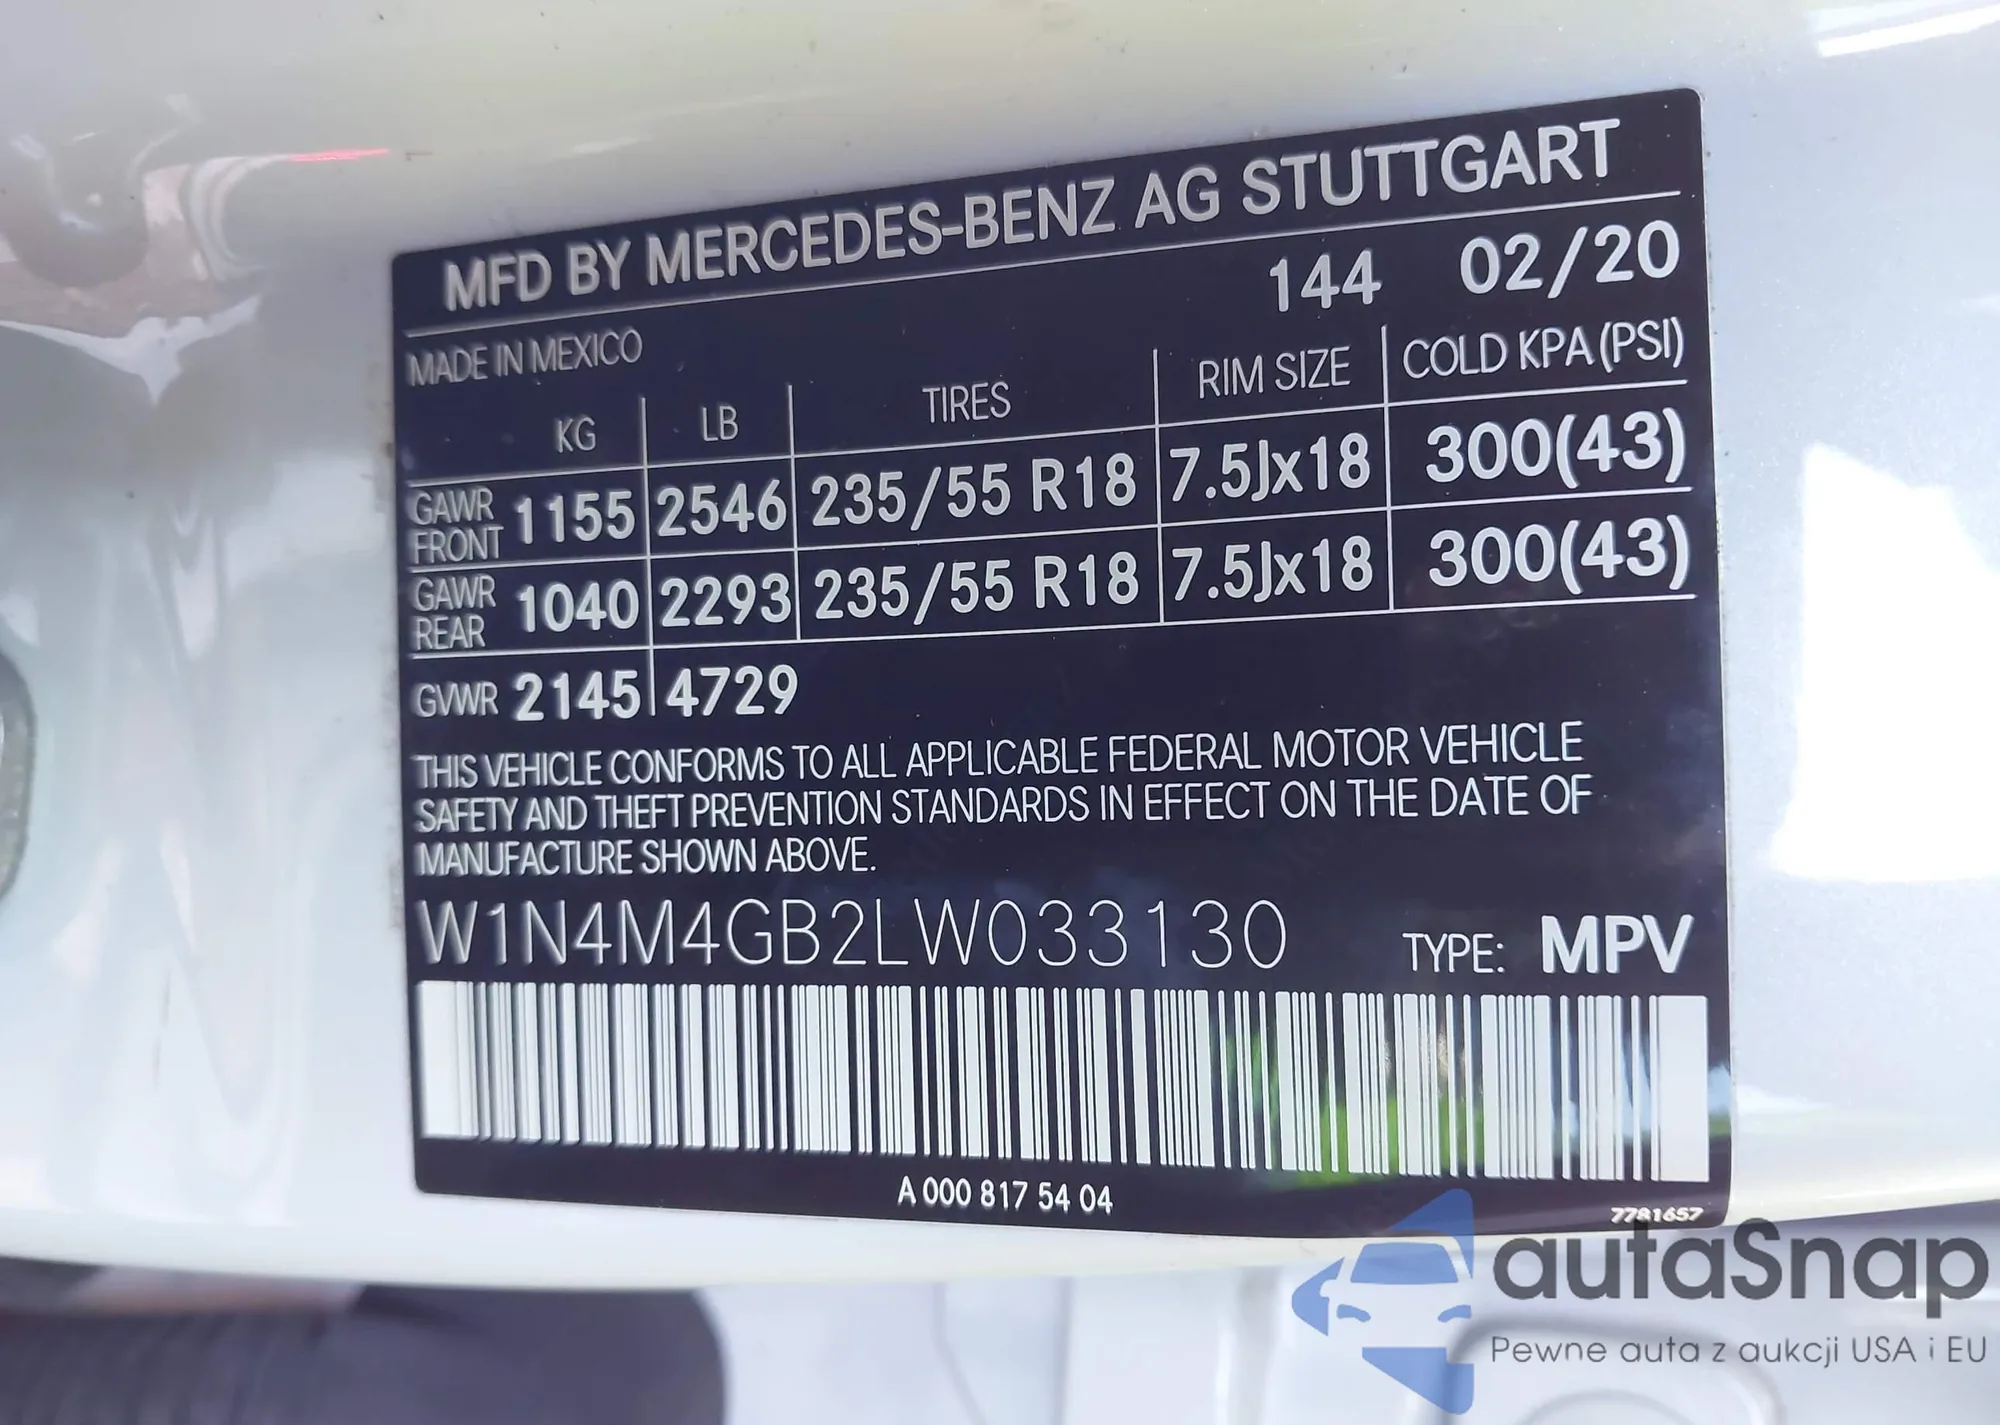 MFD BY MERCEDES-BENZ AG STUTTGART
144 02/20
MADE IN MEXICO
KG LB TIRES RIM SIZE COLD KPA (PSI)
GAWR FRONT 1155 2546 235/55 R18 7.5Jx18 300(43)
GAWR REAR 1040 2293 235/55 R18 7.5Jx18 300(43)
GVWR 2145 4729
THIS VEHICLE CONFORMS TO ALL APPLICABLE FEDERAL MOTOR VEHICLE
SAFETY AND THEFT PREVENTION STANDARDS IN EFFECT ON THE DATE OF
MANUFACTURE SHOWN ABOVE.
W1N4M4GB2LW033130 TYPE: MPV
A 000 817 54 04
7781657
autaSnap
Pewne auta z aukcji USA i EU